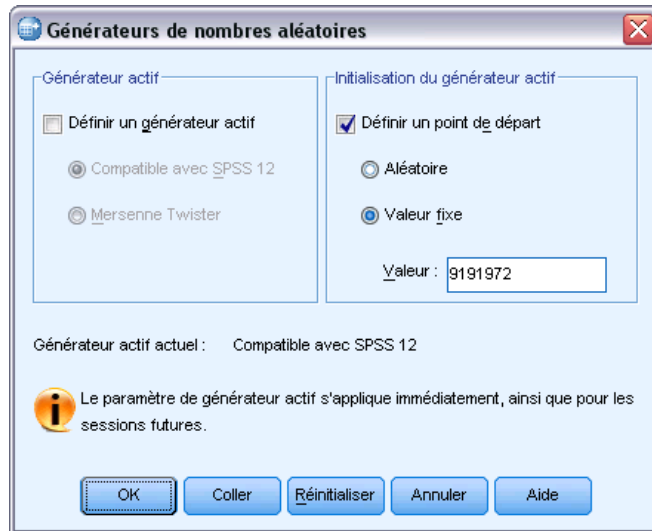 Générateurs de nombres aléatoires
Générateur actif
Définir un générateur actif
Compatible avec SPSS 12
Mersenne Twister
Initialisation du générateur actif
Définir un point de départ
Aléatoire
Valeur fixe
Valeur : 9191972
Générateur actif actuel : Compatible avec SPSS 12
Le paramètre de générateur actif s'applique immédiatement, ainsi que pour les
sessions futures.
OK Coller Réinitialiser Annuler Aide